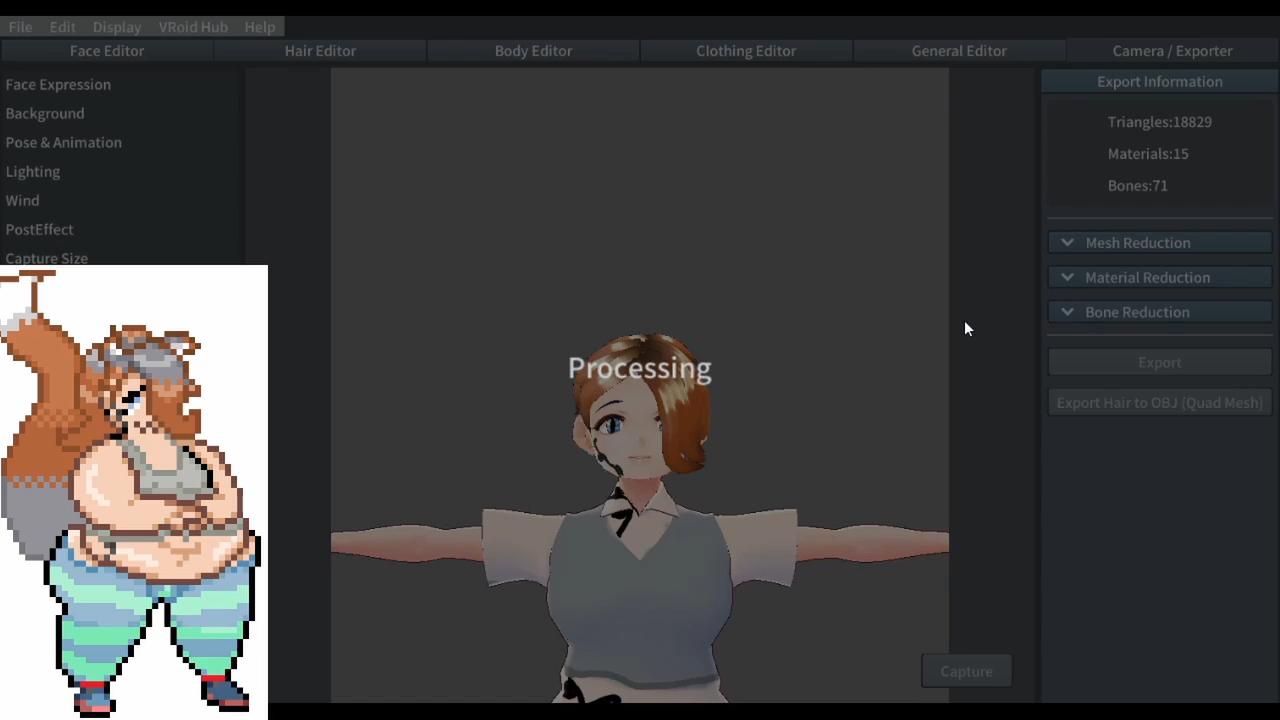 File Edit Display VRoid Hub Help
Face Editor Hair Editor Body Editor Clothing Editor General Editor Camera / Exporter
Face Expression
Background
Pose & Animation
Lighting
Wind
PostEffect
Capture Size
Processing
Capture
Export Information
Triangles:18829
Materials:15
Bones:71
Mesh Reduction
Material Reduction
Bone Reduction
Export
Export Hair to OBJ (Quad Mesh)